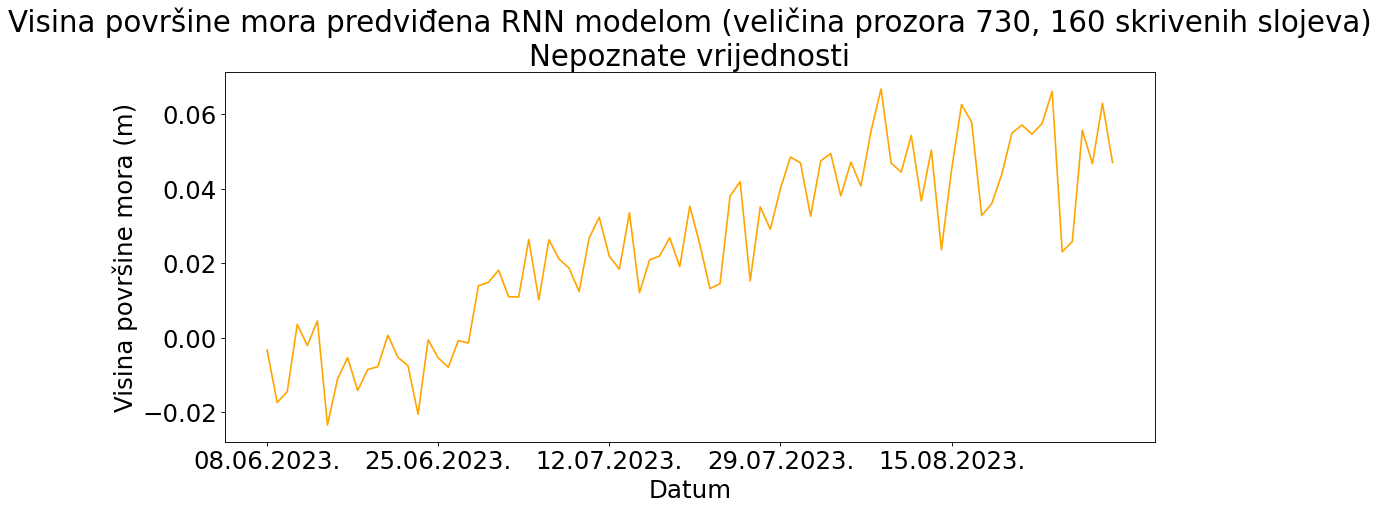 Visina površine mora predviđena RNN modelom (veličina prozora 730, 160 skrivenih slojeva)
Nepoznate vrijednosti
Visina površine mora (m)
0.06
0.04
0.02
0.00
−0.02
08.06.2023. 25.06.2023. 12.07.2023. 29.07.2023. 15.08.2023.
Datum